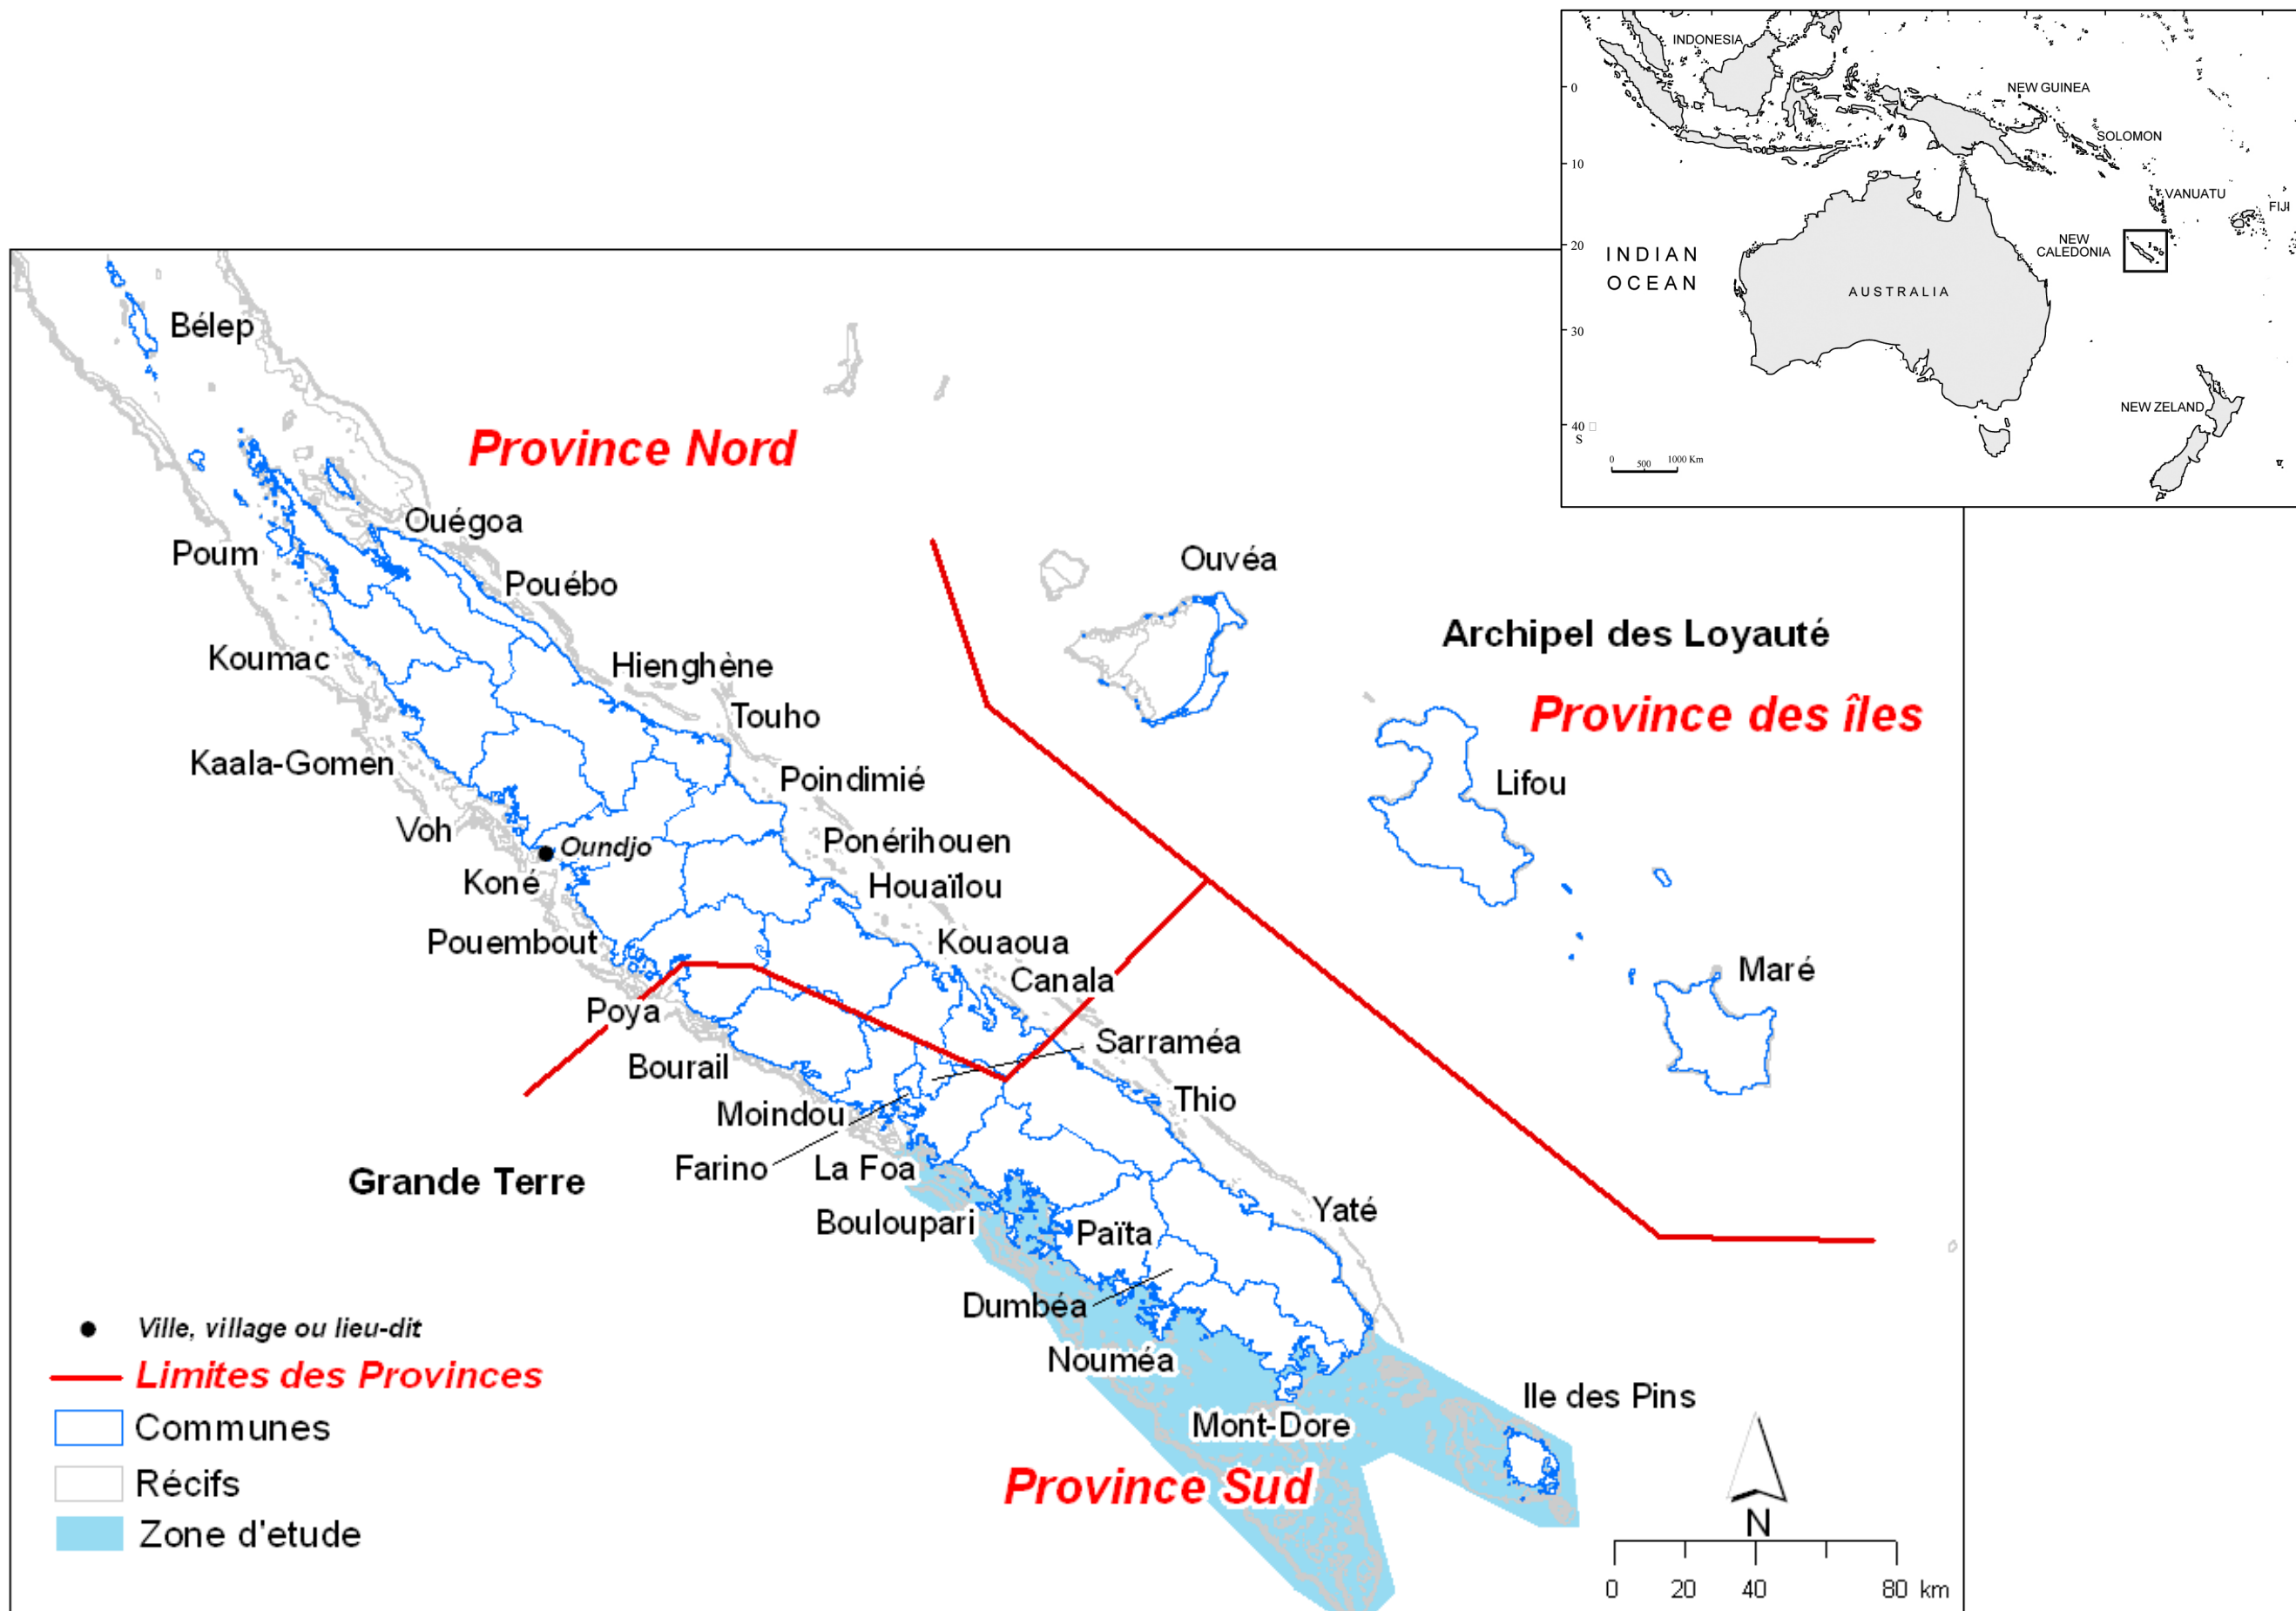 INDONESIA
NEW GUINEA
SOLOMON
VANUATU
FIJI
NEW
CALEDONIA
INDIAN
OCEAN
AUSTRALIA
NEW ZELAND
0
10
20
30
40
S
0 500 1000 Km
Bélep
Province Nord
Ouégoa
Poum
Ouvéa
Pouébo
Archipel des Loyauté
Koumac
Hienghène
Touho
Province des îles
Kaala-Gomen
Poindimié
Lifou
Voh
Oundjo
Ponérihouen
Koné
Houaïlou
Pouembout
Kouaoua
Canala
Maré
Poya
Sarraméa
Bourail
Thio
Moindou
Farino
La Foa
Grande Terre
Bouloupari
Païta
Yaté
Dumbéa
Nouméa
Ile des Pins
Mont-Dore
Province Sud
Ville, village ou lieu-dit
Limites des Provinces
Communes
Récifs
Zone d'etude
N
0 20 40 80 km